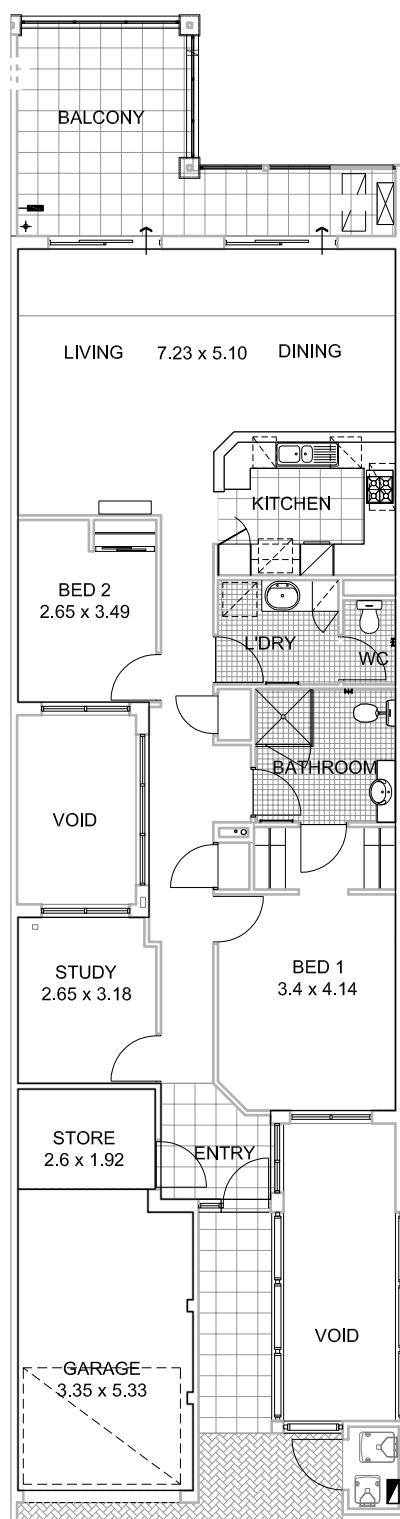 BALCONY
LIVING 7.23 x 5.10 DINING
KITCHEN
BED 2
2.65 x 3.49
L'DRY
WC
BATHROOM
VOID
BED 1
3.4 x 4.14
STUDY
2.65 x 3.18
STORE
2.6 x 1.92
ENTRY
VOID
GARAGE
3.35 x 5.33